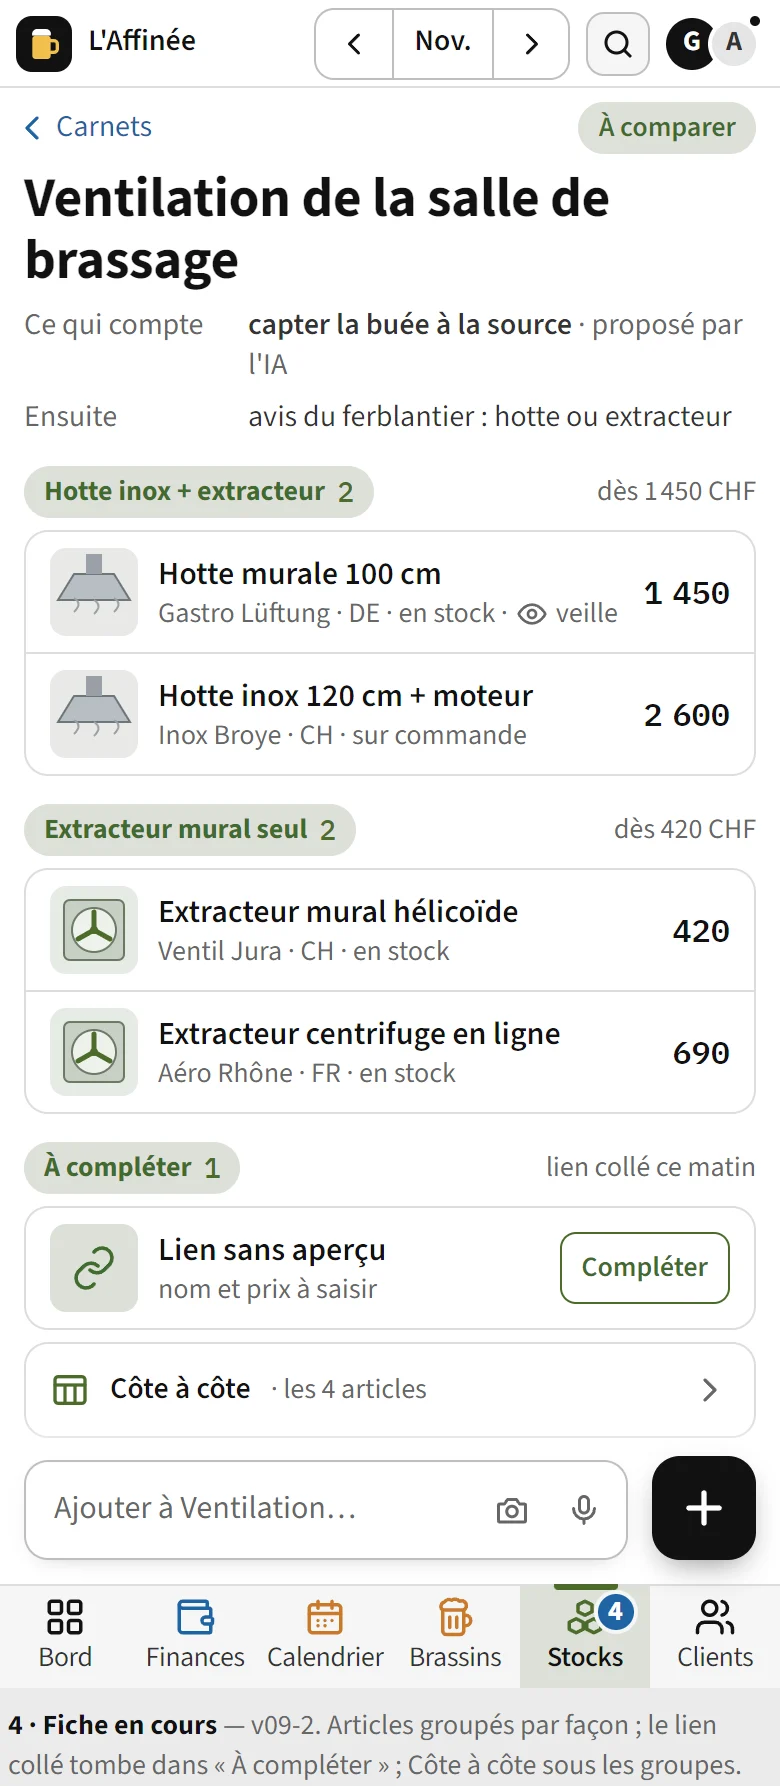 L'Affinée
Nov.
G
A
Carnets
À comparer
Ventilation de la salle de
brassage
Ce qui compte
capter la buée à la source · proposé par
l'IA
Ensuite
avis du ferblantier : hotte ou extracteur
Hotte inox + extracteur 2
dès 1 450 CHF
Hotte murale 100 cm
Gastro Lüftung · DE · en stock · veille
1 450
Hotte inox 120 cm + moteur
Inox Broye · CH · sur commande
2 600
Extracteur mural seul 2
dès 420 CHF
Extracteur mural hélicoïde
Ventil Jura · CH · en stock
420
Extracteur centrifuge en ligne
Aéro Rhône · FR · en stock
690
À compléter 1
lien collé ce matin
Lien sans aperçu
nom et prix à saisir
Compléter
Côte à côte · les 4 articles
Ajouter à Ventilation…
Bord
Finances
Calendrier
Brassins
4
Stocks
Clients
4 · Fiche en cours — v09-2. Articles groupés par façon ; le lien
collé tombe dans « À compléter » ; Côte à côte sous les groupes.